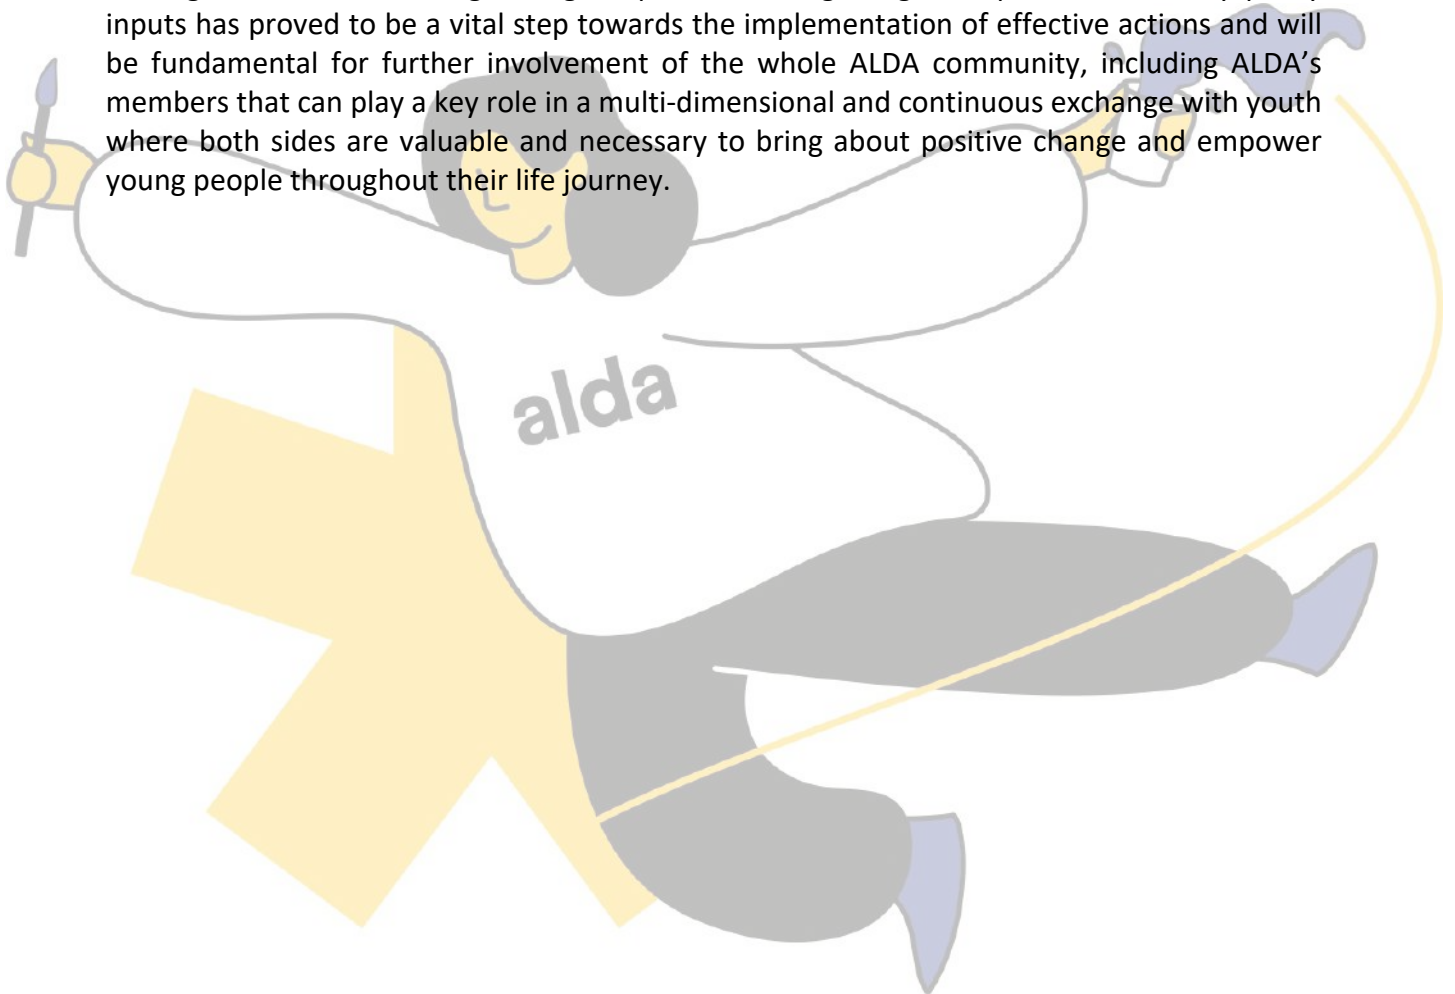 inputs has proved to be a vital step towards the implementation of effective actions and will
be fundamental for further involvement of the whole ALDA community, including ALDA’s
members that can play a key role in a multi-dimensional and continuous exchange with youth
where both sides are valuable and necessary to bring about positive change and empower
young people throughout their life journey.
alda